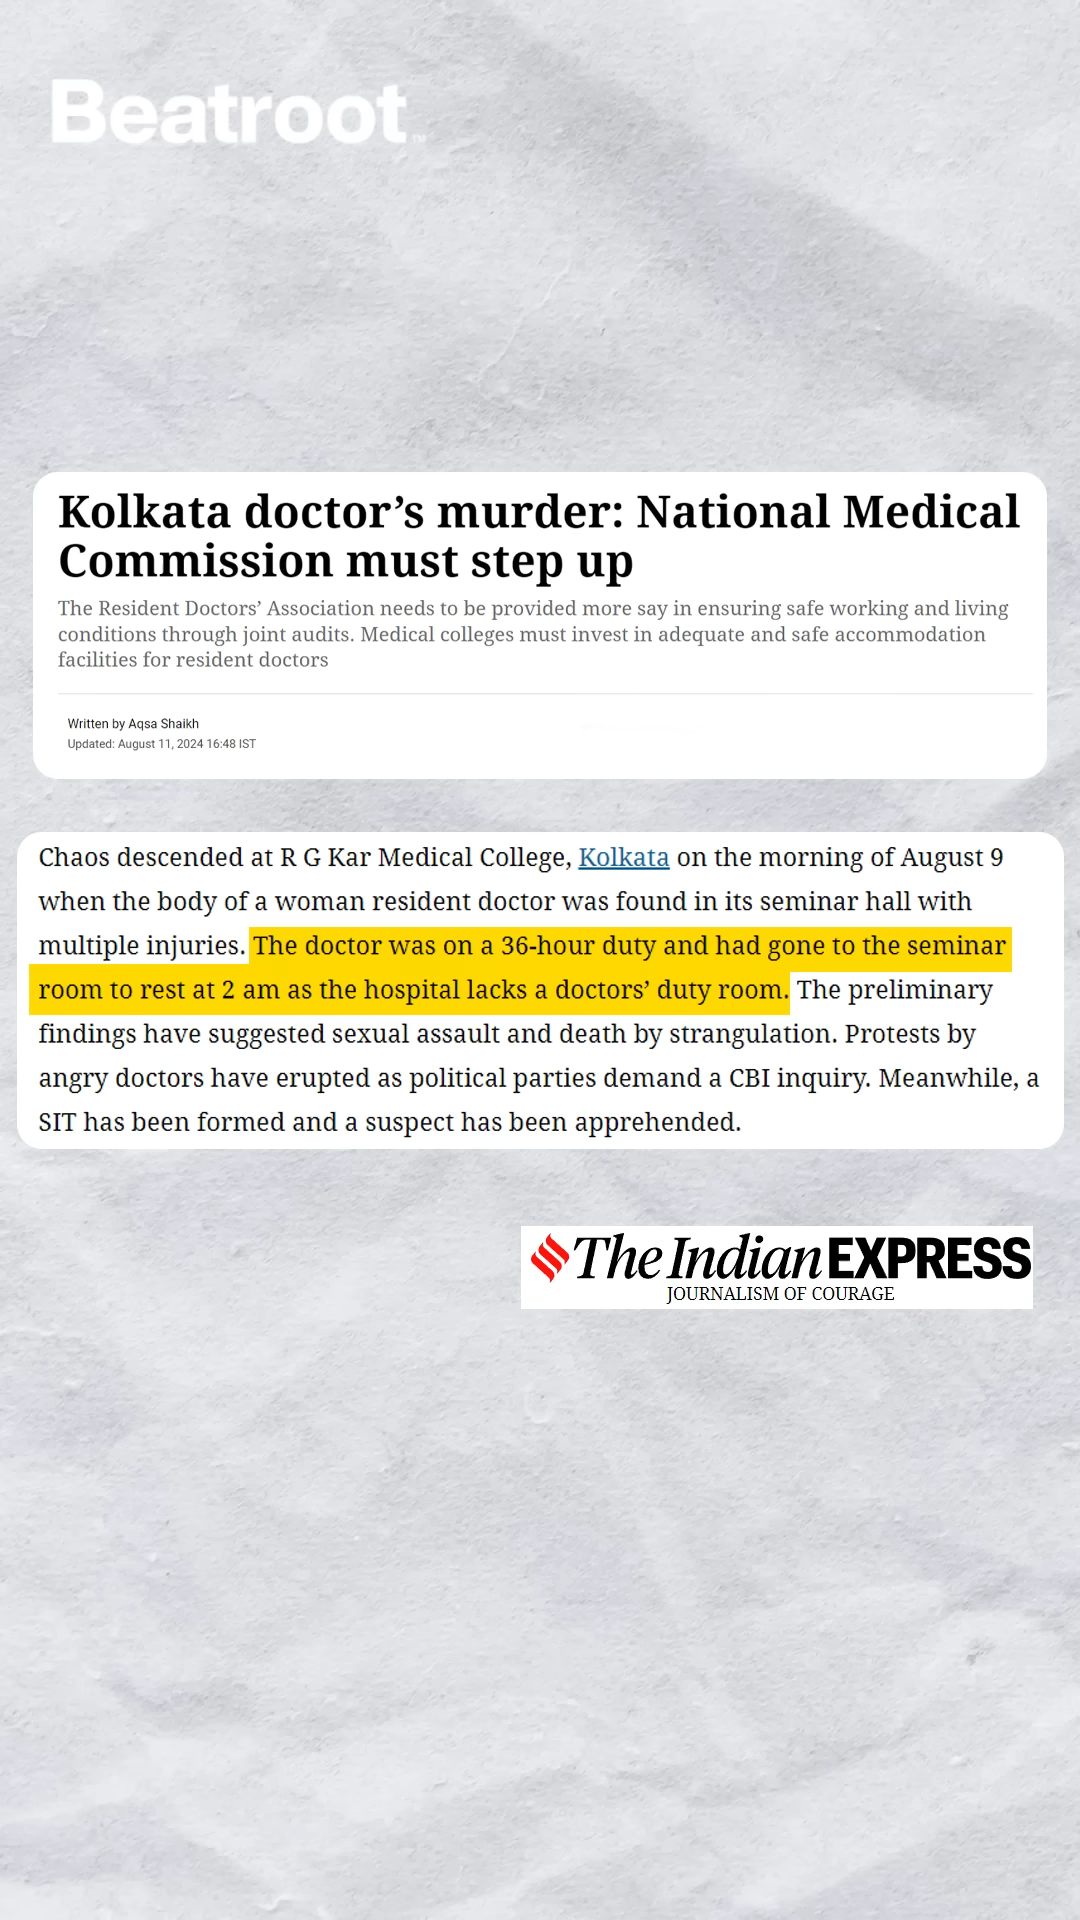 Beatroot™
Kolkata doctor’s murder: National Medical
Commission must step up
The Resident Doctors’ Association needs to be provided more say in ensuring safe working and living
conditions through joint audits. Medical colleges must invest in adequate and safe accommodation
facilities for resident doctors
Written by Aqsa Shaikh
Updated: August 11, 2024 16:48 IST
Chaos descended at R G Kar Medical College, Kolkata on the morning of August 9
when the body of a woman resident doctor was found in its seminar hall with
multiple injuries. The doctor was on a 36-hour duty and had gone to the seminar
room to rest at 2 am as the hospital lacks a doctors’ duty room. The preliminary
findings have suggested sexual assault and death by strangulation. Protests by
angry doctors have erupted as political parties demand a CBI inquiry. Meanwhile, a
SIT has been formed and a suspect has been apprehended.
The Indian EXPRESS
JOURNALISM OF COURAGE